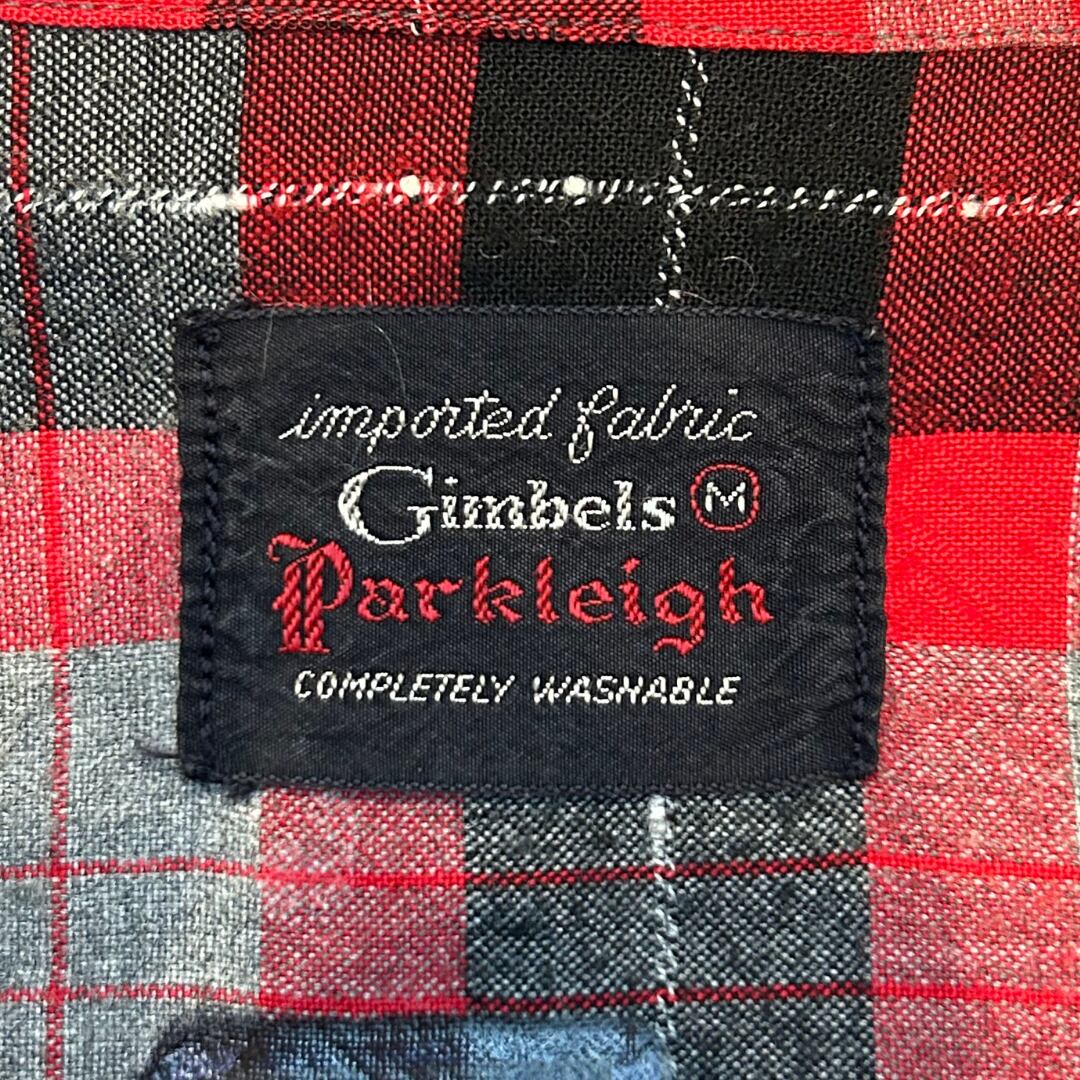 imported fabric
Gimbels M
Parkleigh
COMPLETELY WASHABLE